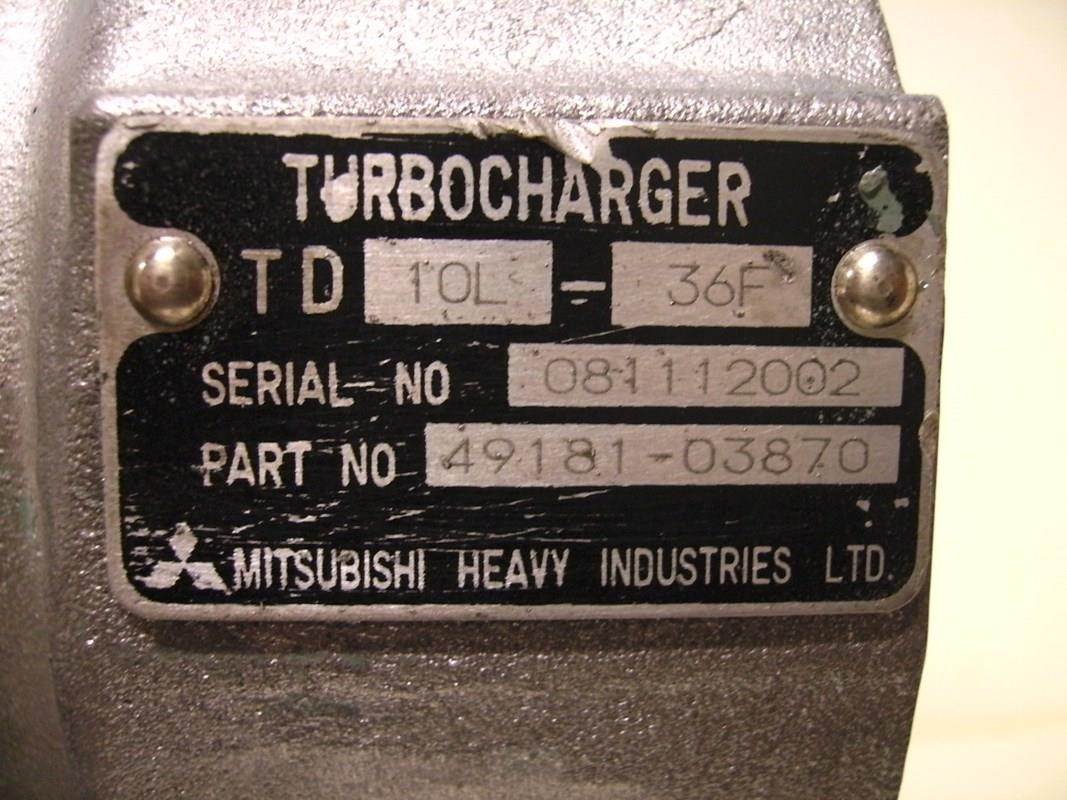 TURBOCHARGER
TD 10L - 36F
SERIAL-NO 081112002
PART NO 49181-03870
MITSUBISHI HEAVY INDUSTRIES LTD.